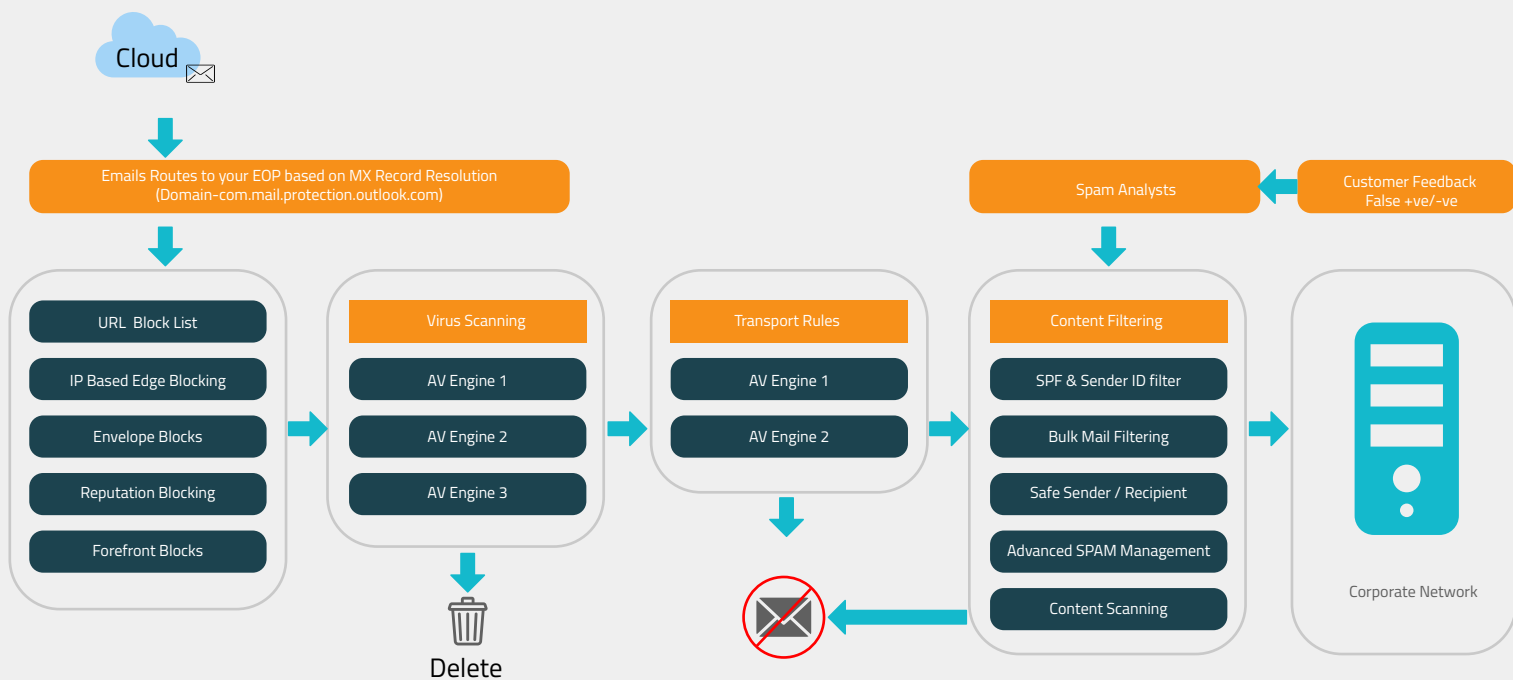 Cloud
Emails Routes to your EOP based on MX Record Resolution
(Domain-com.mail.protection.outlook.com)
Spam Analysts
Customer Feedback
False +ve/-ve
URL Block List
IP Based Edge Blocking
Envelope Blocks
Reputation Blocking
Forefront Blocks
Virus Scanning
AV Engine 1
AV Engine 2
AV Engine 3
Delete
Transport Rules
AV Engine 1
AV Engine 2
Content Filtering
SPF & Sender ID filter
Bulk Mail Filtering
Safe Sender / Recipient
Advanced SPAM Management
Content Scanning
Corporate Network